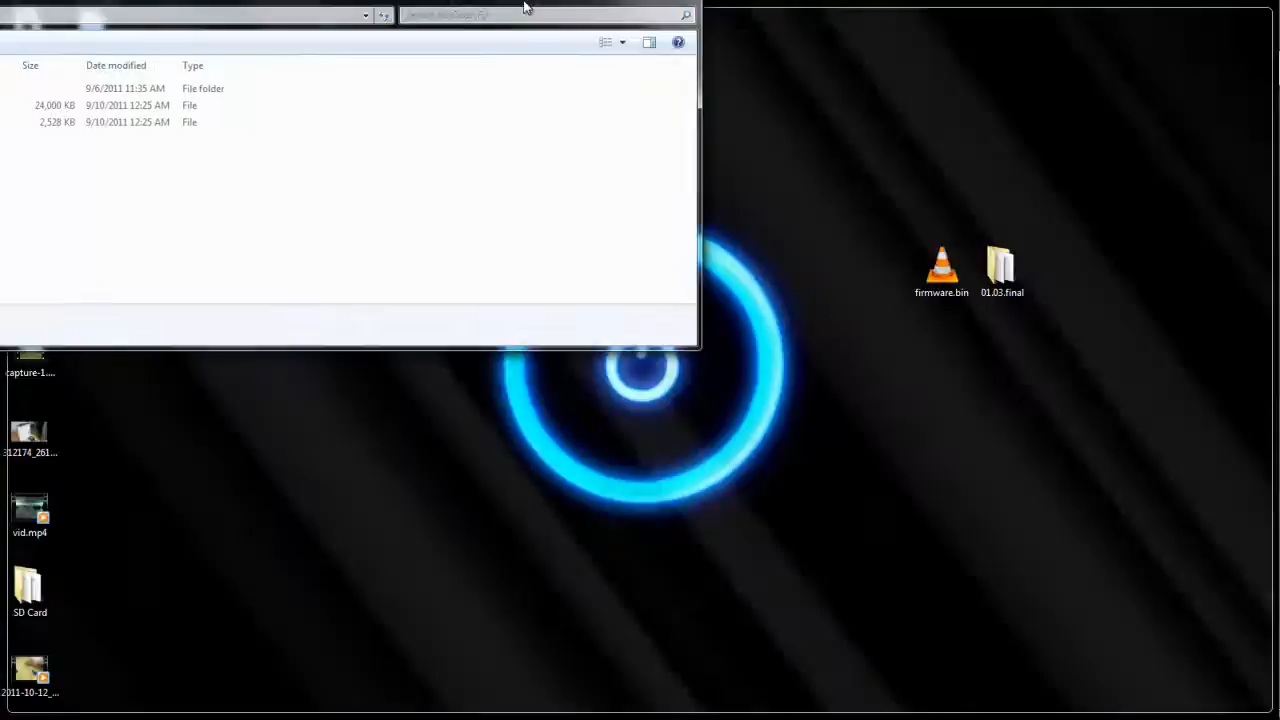 Size Date modified Type
9/6/2011 11:35 AM File folder
24,000 KB 9/10/2011 12:25 AM File
2,528 KB 9/10/2011 12:25 AM File
firmware.bin 01.03.final
capture-1....
312174_261...
vid.mp4
SD Card
2011-10-12_...